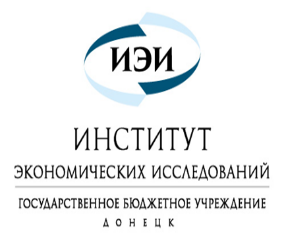 ИЭИ
ИНСТИТУТ
ЭКОНОМИЧЕСКИХ ИССЛЕДОВАНИЙ
ГОСУДАРСТВЕННОЕ БЮДЖЕТНОЕ УЧРЕЖДЕНИЕ
ДОНЕЦК